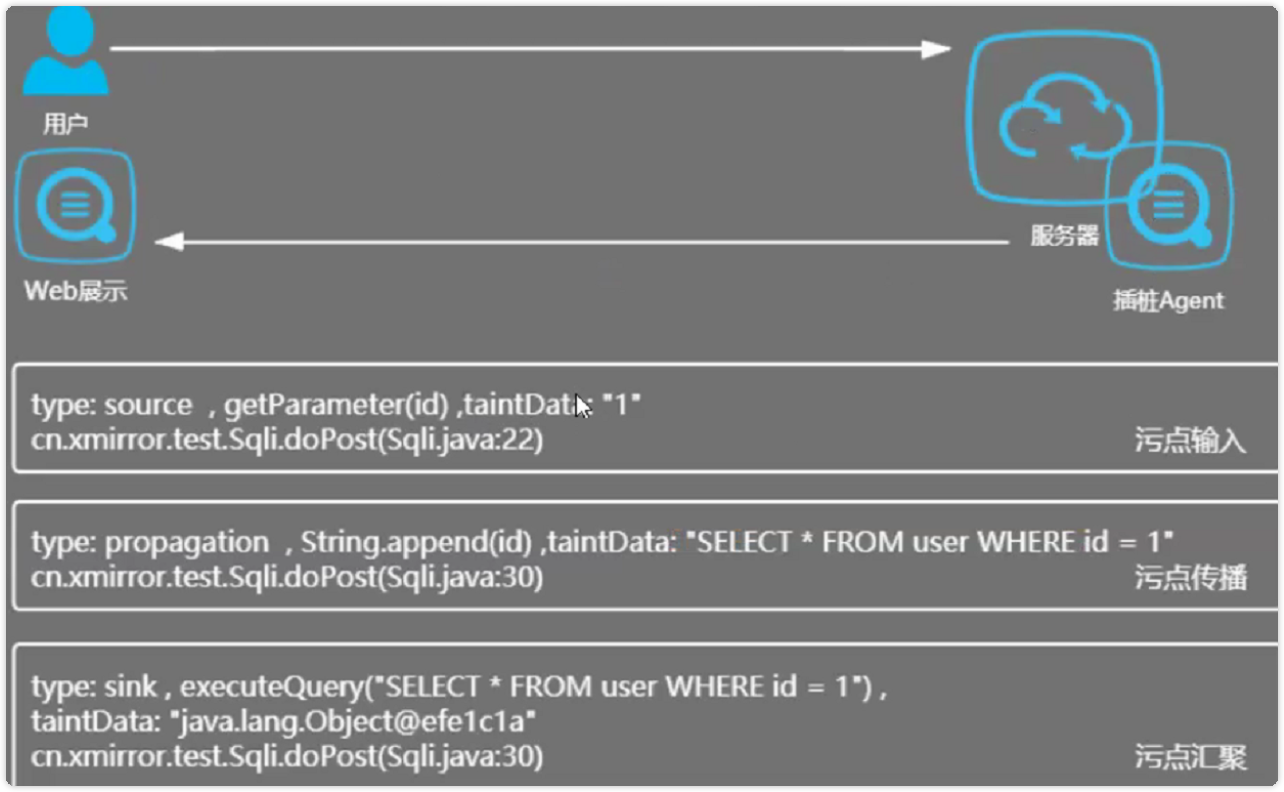 用户
服务器
Web展示
插桩Agent
type: source , getParameter(id) ,taintData: "1"
cn.xmirror.test.Sqli.doPost(Sqli.java:22)
污点输入
type: propagation , String.append(id) ,taintData: "SELECT * FROM user WHERE id = 1"
cn.xmirror.test.Sqli.doPost(Sqli.java:30)
污点传播
type: sink , executeQuery("SELECT * FROM user WHERE id = 1") ,
taintData: "java.lang.Object@efe1c1a"
cn.xmirror.test.Sqli.doPost(Sqli.java:30)
污点汇聚